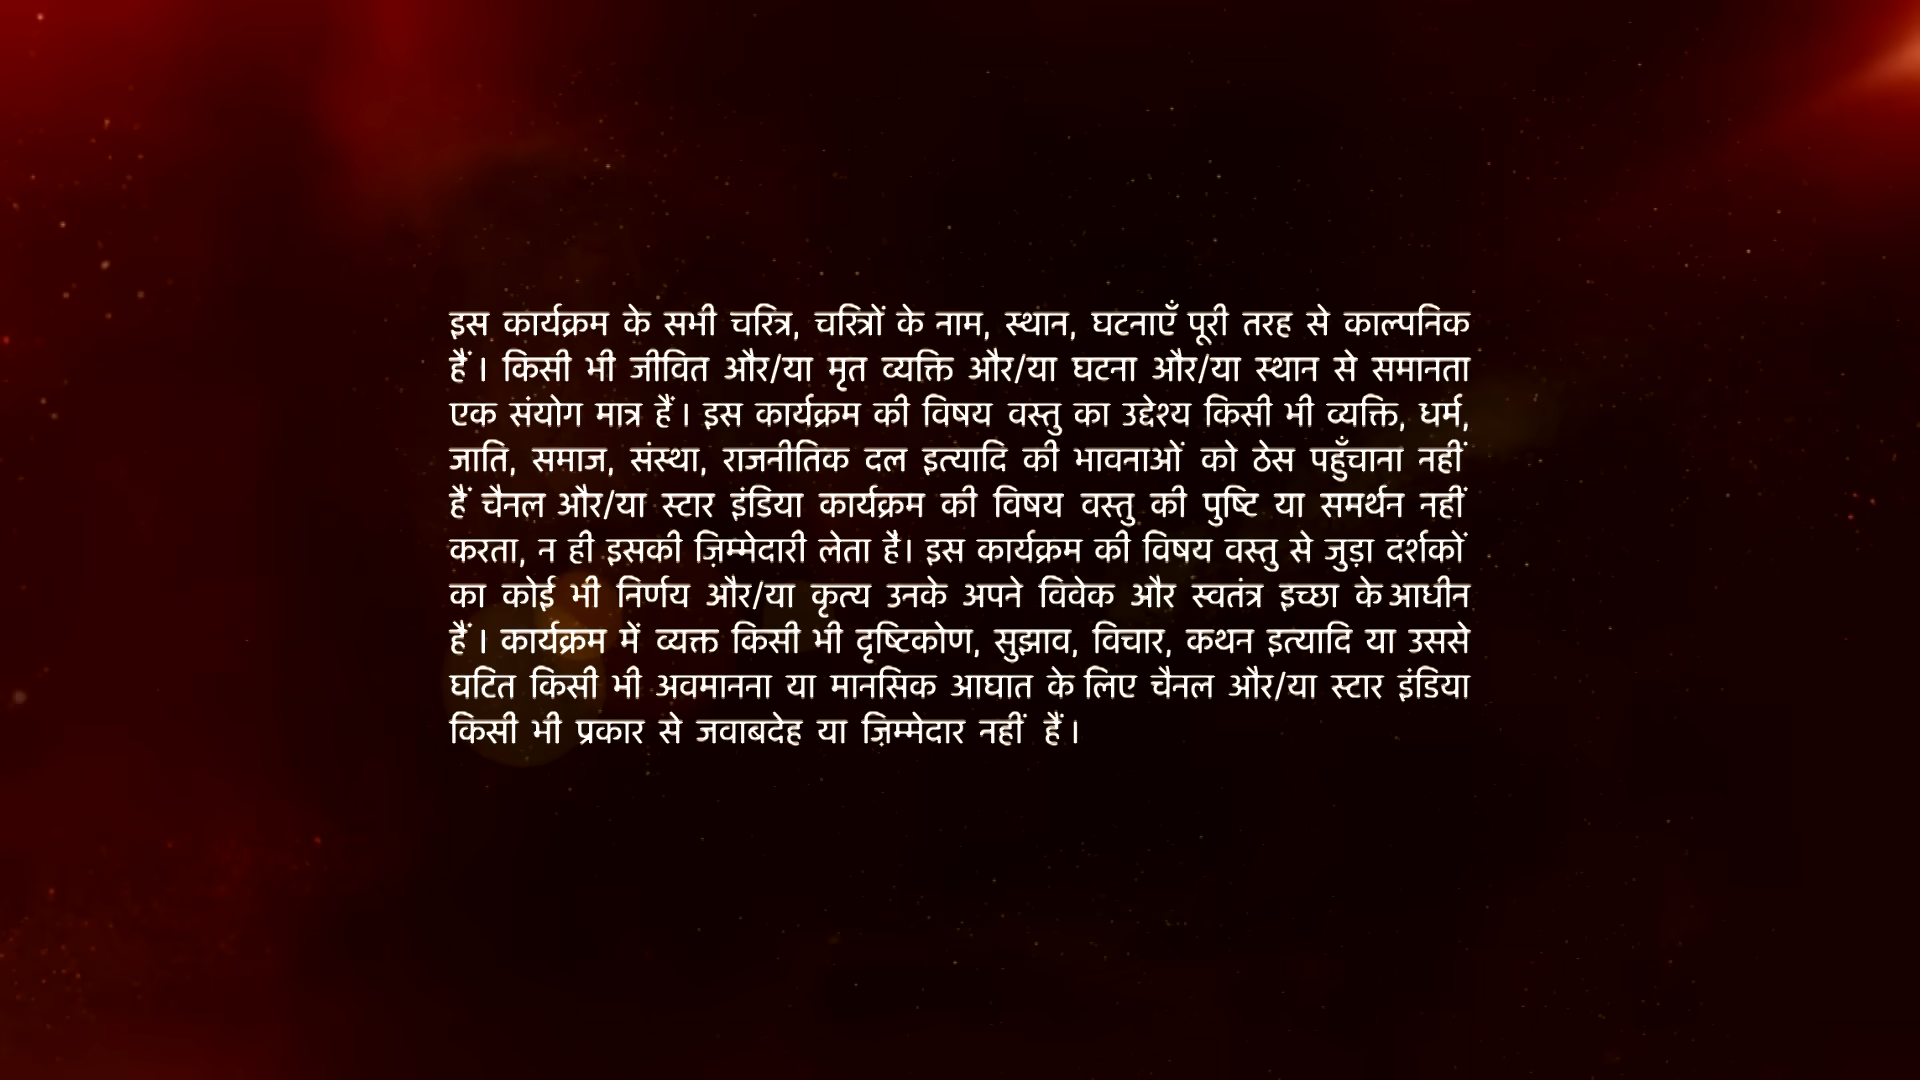 इस कार्यक्रम के सभी चरित्र, चरित्रों के नाम, स्थान, घटनाएँ पूरी तरह से काल्पनिक
हैं । किसी भी जीवित और/या मृत व्यक्ति और/या घटना और/या स्थान से समानता
एक संयोग मात्र हैं । इस कार्यक्रम की विषय वस्तु का उद्देश्य किसी भी व्यक्ति, धर्म,
जाति, समाज, संस्था, राजनीतिक दल इत्यादि की भावनाओं को ठेस पहुँचाना नहीं
हैं चैनल और/या स्टार इंडिया कार्यक्रम की विषय वस्तु की पुष्टि या समर्थन नहीं
करता, न ही इसकी ज़िम्मेदारी लेता है। इस कार्यक्रम की विषय वस्तु से जुड़ा दर्शकों
का कोई भी निर्णय और/या कृत्य उनके अपने विवेक और स्वतंत्र इच्छा के आधीन
हैं । कार्यक्रम में व्यक्त किसी भी दृष्टिकोण, सुझाव, विचार, कथन इत्यादि या उससे
घटित किसी भी अवमानना या मानसिक आघात के लिए चैनल और/या स्टार इंडिया
किसी भी प्रकार से जवाबदेह या ज़िम्मेदार नहीं हैं ।